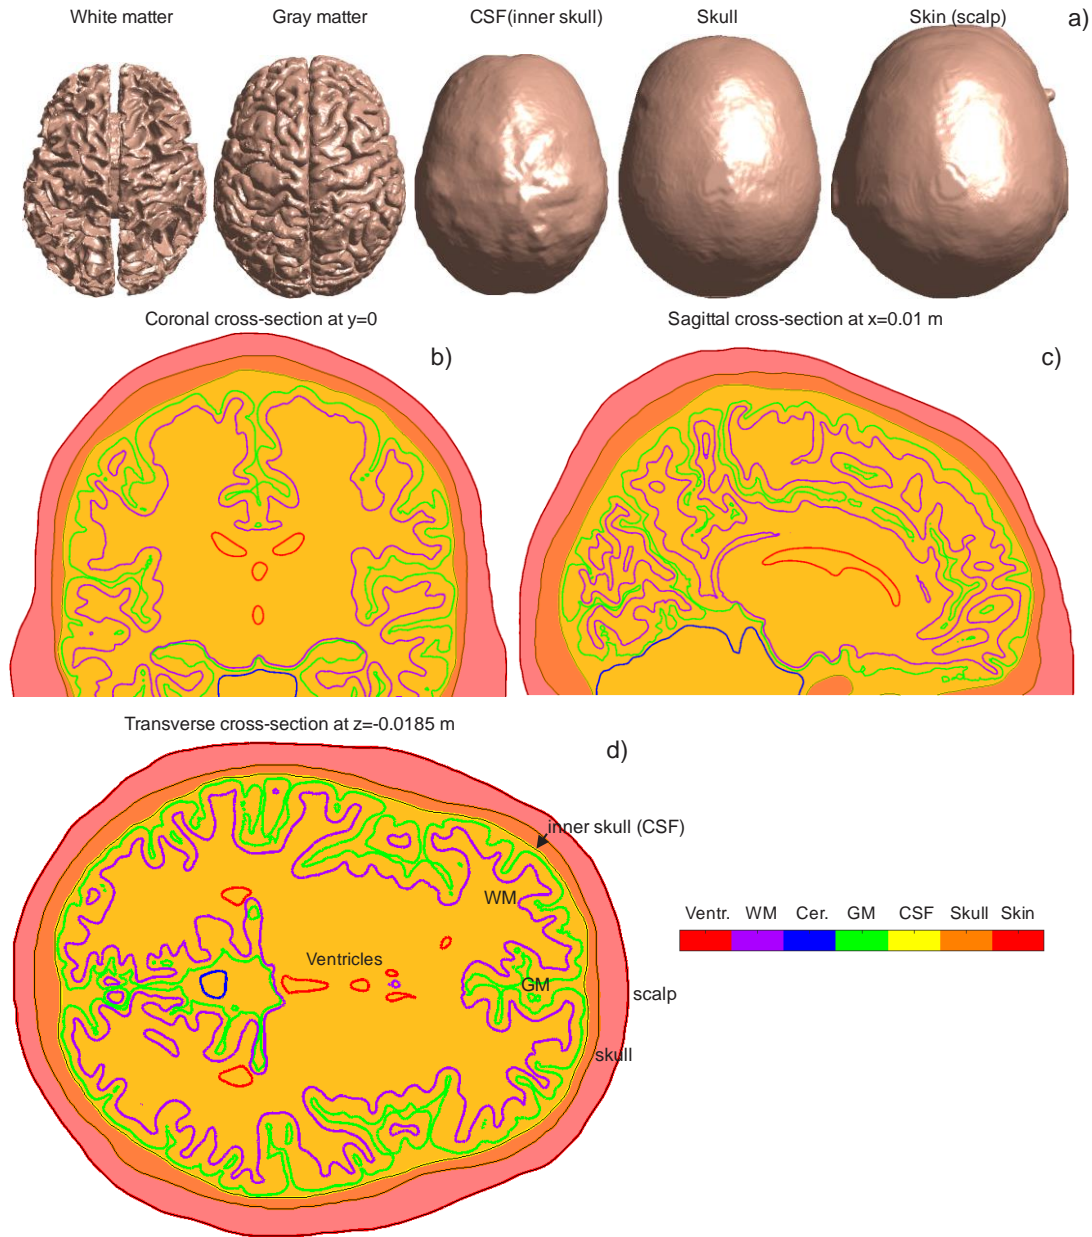 White matter
Gray matter
CSF(inner skull)
Skull
Skin (scalp)
a)
Coronal cross-section at y=0
Sagittal cross-section at x=0.01 m
b)
c)
Transverse cross-section at z=-0.0185 m
d)
inner skull (CSF)
WM
Ventr. WM Cer. GM CSF Skull Skin
Ventricles
GM
scalp
skull